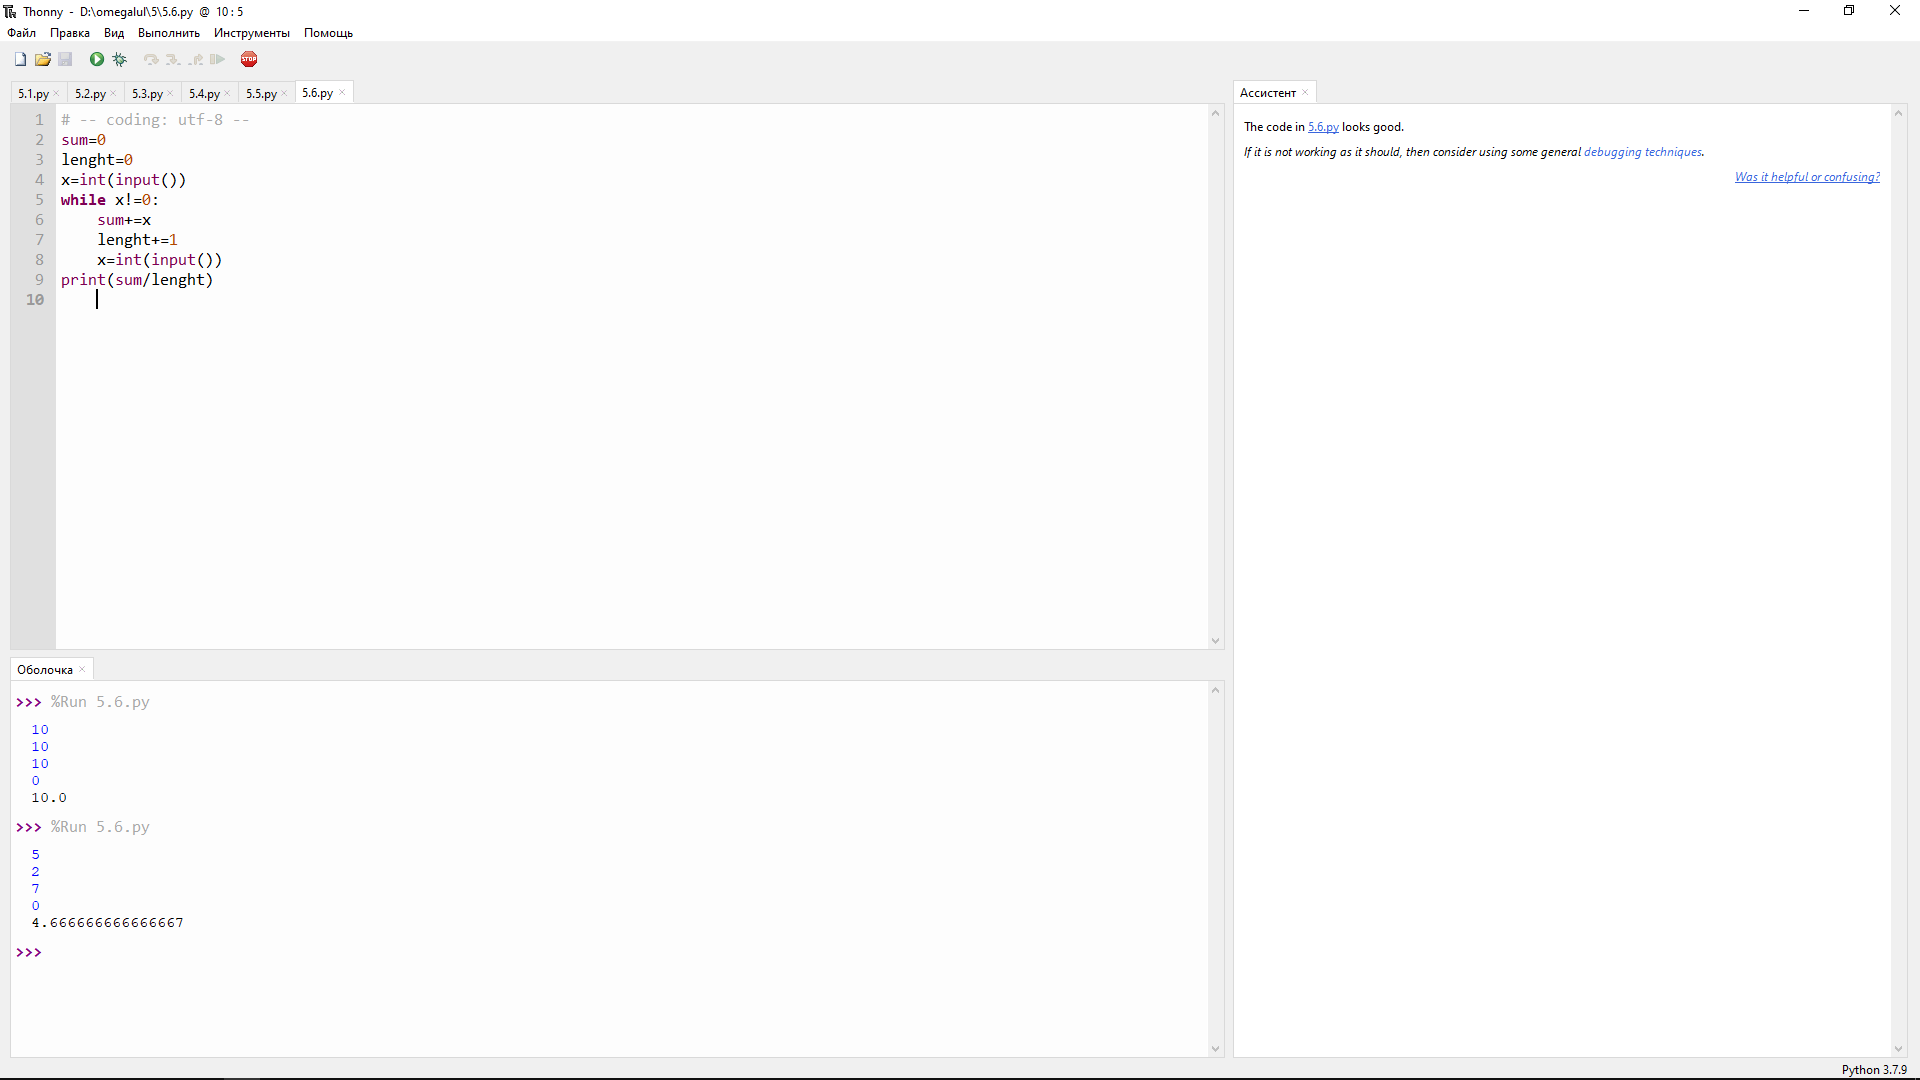 Thonny - D:\omegalul\5\5.6.py @ 10 : 5
Файл Правка Вид Выполнить Инструменты Помощь
STOP
5.1.py × 5.2.py × 5.3.py × 5.4.py × 5.5.py × 5.6.py ×
1 # -- coding: utf-8 --
2 sum=0
3 lenght=0
4 x=int(input())
5 while x!=0:
6     sum+=x
7     lenght+=1
8     x=int(input())
9 print(sum/lenght)
10
Оболочка ×
>>> %Run 5.6.py
10
10
10
0
10.0
>>> %Run 5.6.py
5
2
7
0
4.666666666666667
>>>
Ассистент ×
The code in 5.6.py looks good.
If it is not working as it should, then consider using some general debugging techniques.
Was it helpful or confusing?
Python 3.7.9